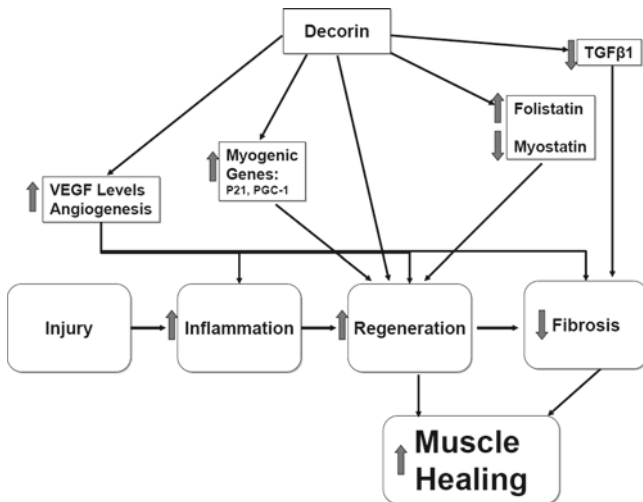 Decorin
TGFβ1
Folistatin
Myostatin
Myogenic
Genes:
P21, PGC-1
VEGF Levels
Angiogenesis
Injury
Inflammation
Regeneration
Fibrosis
Muscle
Healing